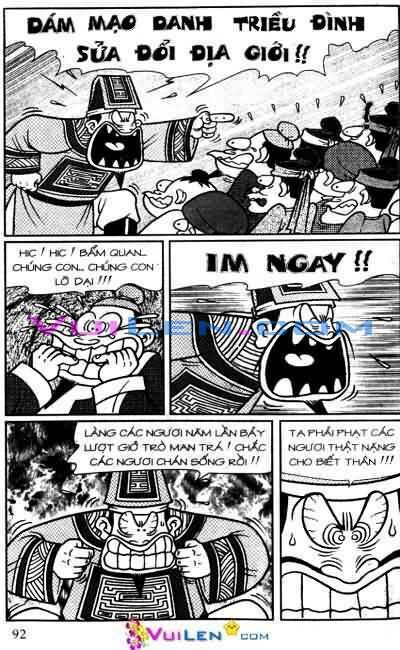 DÁM MẠO DANH TRIỀU ĐÌNH
SỬA ĐỔI ĐỊA GIỚI!!
HIC! HIC! BẨM QUAN..
CHÚNG CON.. CHÚNG CON
LỠ DẠI!!!
IM NGAY!!
VuiLen.com
LÀNG CÁC NGƯƠI NĂM LẦN BẢY
LƯỢT GIỞ TRÒ MAN TRÁ! CHẮC
CÁC NGƯƠI CHÁN SỐNG RỒI!!
TA PHẢI PHẠT CÁC
NGƯƠI THẬT NẶNG
CHO BIẾT THÂN!!!
92
VuiLen.com